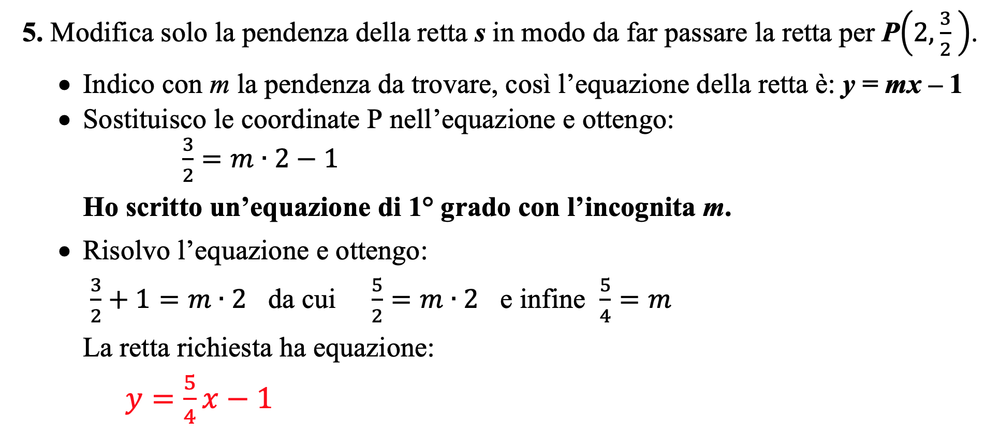 5. Modifica solo la pendenza della retta s in modo da far passare la retta per P(2, 3/2).
• Indico con m la pendenza da trovare, così l’equazione della retta è: y = mx – 1
• Sostituisco le coordinate P nell’equazione e ottengo:
3/2 = m · 2 − 1
Ho scritto un’equazione di 1° grado con l’incognita m.
• Risolvo l’equazione e ottengo:
3/2 + 1 = m · 2 da cui 5/2 = m · 2 e infine 5/4 = m
La retta richiesta ha equazione:
y = 5/4 x − 1